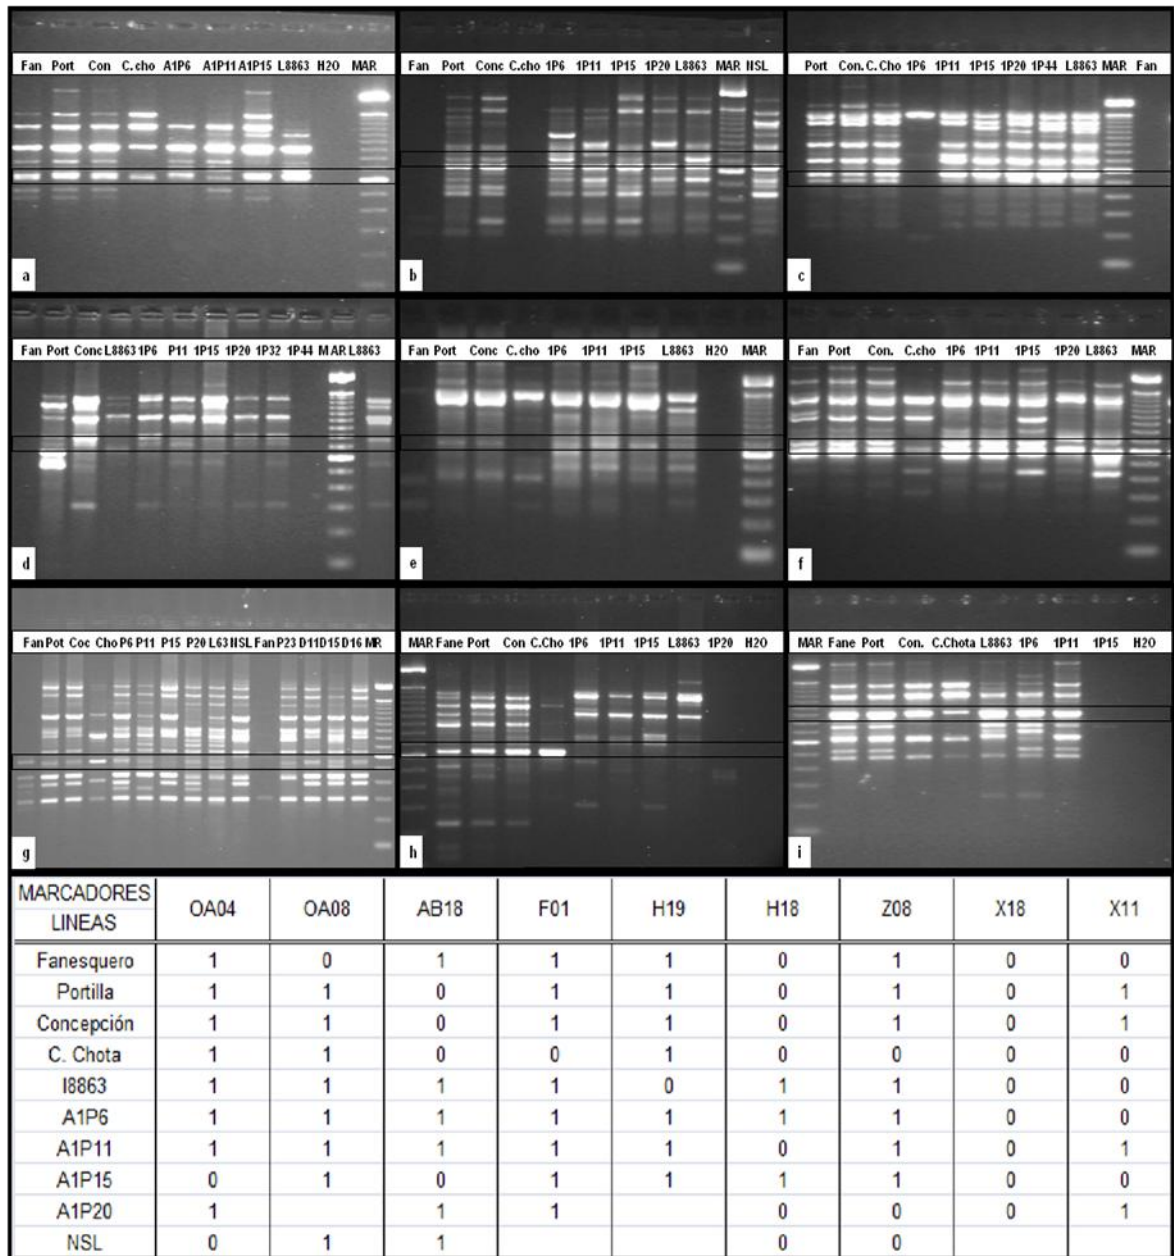 Fan Port Con C.cho A1P6 A1P11 A1P15 L8863 H2O MAR
a
Fan Port Conc C.cho 1P6 1P11 1P15 1P20 L8863 MAR NSL
b
Port Con. C.Cho 1P6 1P11 1P15 1P20 1P44 L8863 MAR Fan
c
Fan Port Conc L8863 1P6 P11 1P15 1P20 1P32 1P44 MAR L8863
d
Fan Port Conc C.cho 1P6 1P11 1P15 L8863 H2O MAR
e
Fan Port Con. C.cho 1P6 1P11 1P15 1P20 L8863 MAR
f
Fan Pot Coc Cho P6 P11 P15 P20 L63 NSL Fan P23 D11 D15 D16 MR
g
MAR Fane Port Con C.Cho 1P6 1P11 1P15 L8863 1P20 H2O
h
MAR Fane Port Con. C.Chota L8863 1P6 1P11 1P15 H2O
i
MARCADORES
LINEAS
OA04 OA08 AB18 F01 H19 H18 Z08 X18 X11
Fanesquero 1 0 1 1 1 0 1 0 0
Portilla 1 1 0 1 1 0 1 0 1
Concepción 1 1 0 1 1 0 1 0 1
C. Chota 1 1 0 0 1 0 0 0 0
I8863 1 1 1 1 0 1 1 0 0
A1P6 1 1 1 1 1 1 1 0 0
A1P11 1 1 1 1 1 0 1 0 1
A1P15 0 1 0 1 1 1 1 0 0
A1P20 1 1 1 0 0 0 1
NSL 0 1 1 0 0